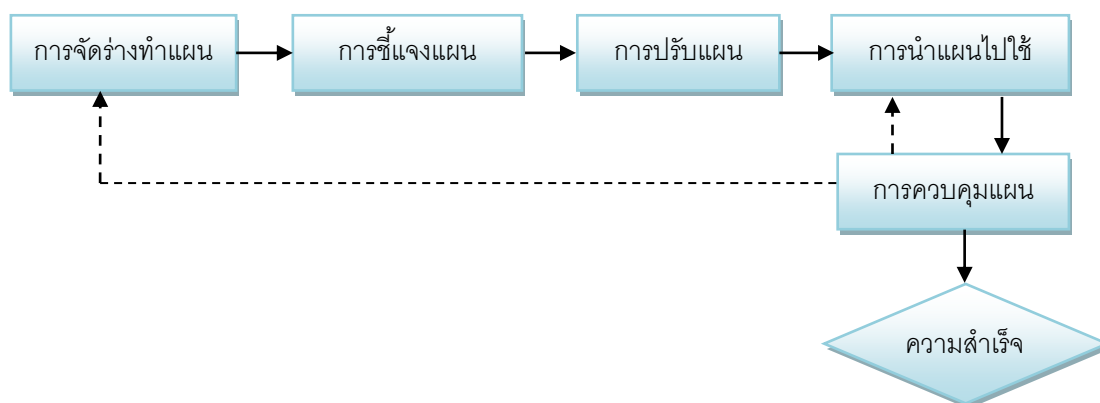 การจัดร่างทำแผน
การชี้แจงแผน
การปรับแผน
การนำแผนไปใช้
การควบคุมแผน
ความสำเร็จ